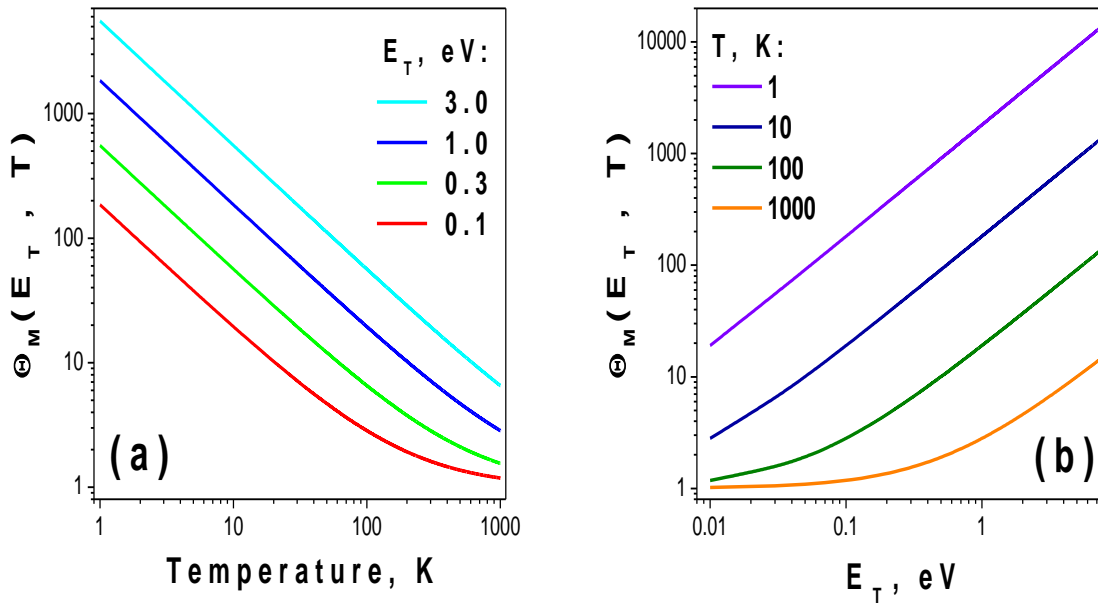 Θ_M(E_T, T)
1000
100
10
1
E_T, eV:
3.0
1.0
0.3
0.1
(a)
1 10 100 1000
Temperature, K
Θ_M(E_T, T)
10000
1000
100
10
1
T, K:
1
10
100
1000
(b)
0.01 0.1 1
E_T, eV